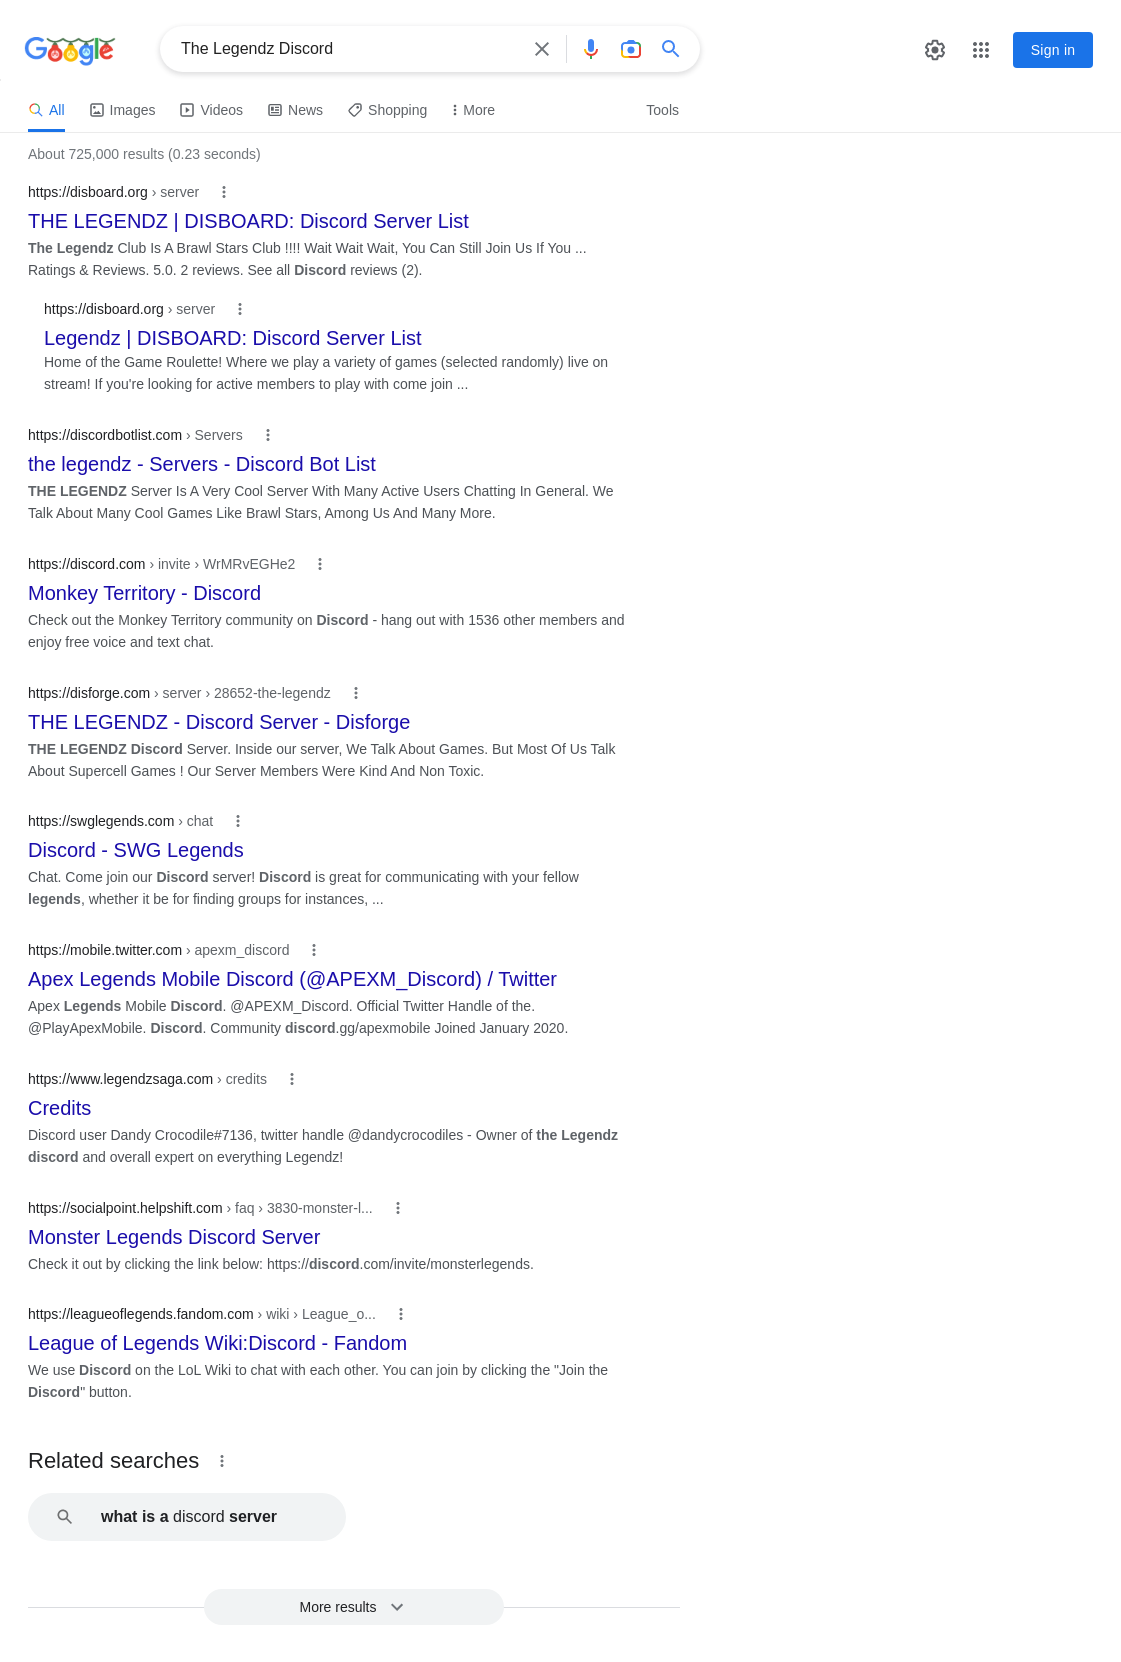 Google
The Legendz Discord
Sign in
All Images Videos News Shopping More Tools
About 725,000 results (0.23 seconds)
https://disboard.org › server
THE LEGENDZ | DISBOARD: Discord Server List
The Legendz Club Is A Brawl Stars Club !!!! Wait Wait Wait, You Can Still Join Us If You ...
Ratings & Reviews. 5.0. 2 reviews. See all Discord reviews (2).
https://disboard.org › server
Legendz | DISBOARD: Discord Server List
Home of the Game Roulette! Where we play a variety of games (selected randomly) live on
stream! If you're looking for active members to play with come join ...
https://discordbotlist.com › Servers
the legendz - Servers - Discord Bot List
THE LEGENDZ Server Is A Very Cool Server With Many Active Users Chatting In General. We
Talk About Many Cool Games Like Brawl Stars, Among Us And Many More.
https://discord.com › invite › WrMRvEGHe2
Monkey Territory - Discord
Check out the Monkey Territory community on Discord - hang out with 1536 other members and
enjoy free voice and text chat.
https://disforge.com › server › 28652-the-legendz
THE LEGENDZ - Discord Server - Disforge
THE LEGENDZ Discord Server. Inside our server, We Talk About Games. But Most Of Us Talk
About Supercell Games ! Our Server Members Were Kind And Non Toxic.
https://swglegends.com › chat
Discord - SWG Legends
Chat. Come join our Discord server! Discord is great for communicating with your fellow
legends, whether it be for finding groups for instances, ...
https://mobile.twitter.com › apexm_discord
Apex Legends Mobile Discord (@APEXM_Discord) / Twitter
Apex Legends Mobile Discord. @APEXM_Discord. Official Twitter Handle of the.
@PlayApexMobile. Discord. Community discord.gg/apexmobile Joined January 2020.
https://www.legendzsaga.com › credits
Credits
Discord user Dandy Crocodile#7136, twitter handle @dandycrocodiles - Owner of the Legendz
discord and overall expert on everything Legendz!
https://socialpoint.helpshift.com › faq › 3830-monster-l...
Monster Legends Discord Server
Check it out by clicking the link below: https://discord.com/invite/monsterlegends.
https://leagueoflegends.fandom.com › wiki › League_o...
League of Legends Wiki:Discord - Fandom
We use Discord on the LoL Wiki to chat with each other. You can join by clicking the "Join the
Discord" button.
Related searches
what is a discord server
More results